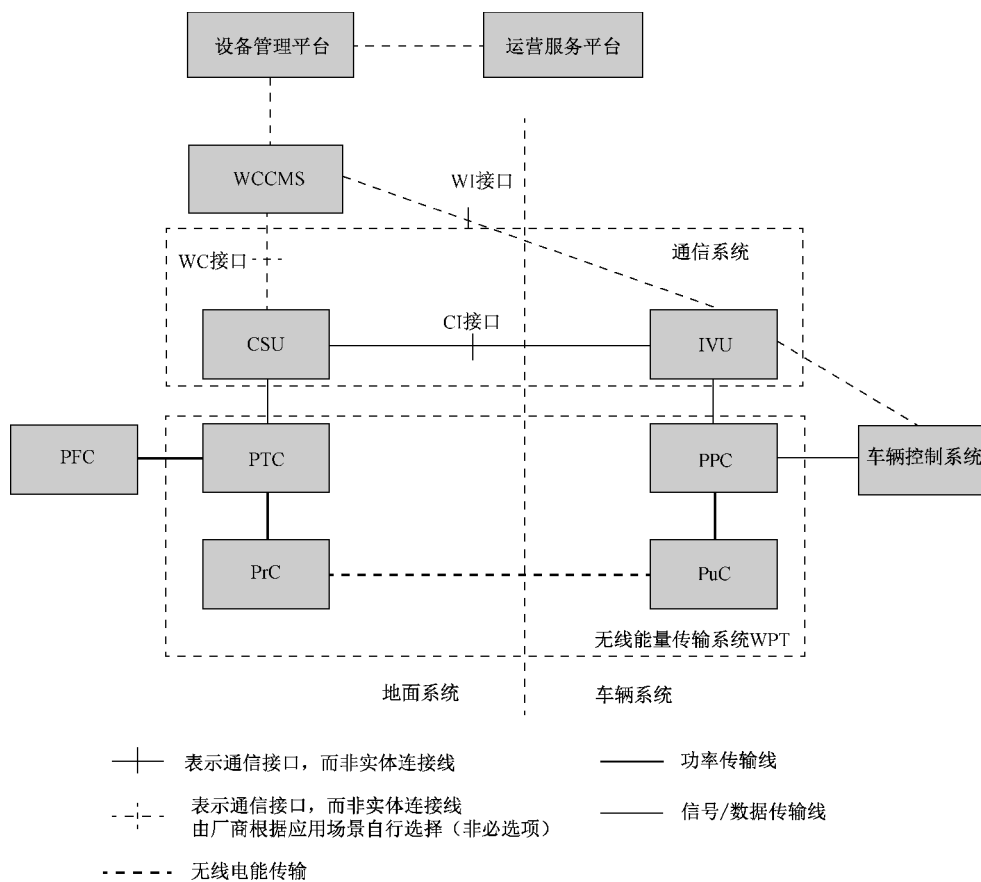 设备管理平台
运营服务平台
WCCMS
WI接口
WC接口
通信系统
CI接口
CSU
IVU
PFC
PTC
PPC
车辆控制系统
PrC
PuC
无线能量传输系统WPT
地面系统
车辆系统
表示通信接口，而非实体连接线
功率传输线
表示通信接口，而非实体连接线
由厂商根据应用场景自行选择（非必选项）
信号/数据传输线
无线电能传输